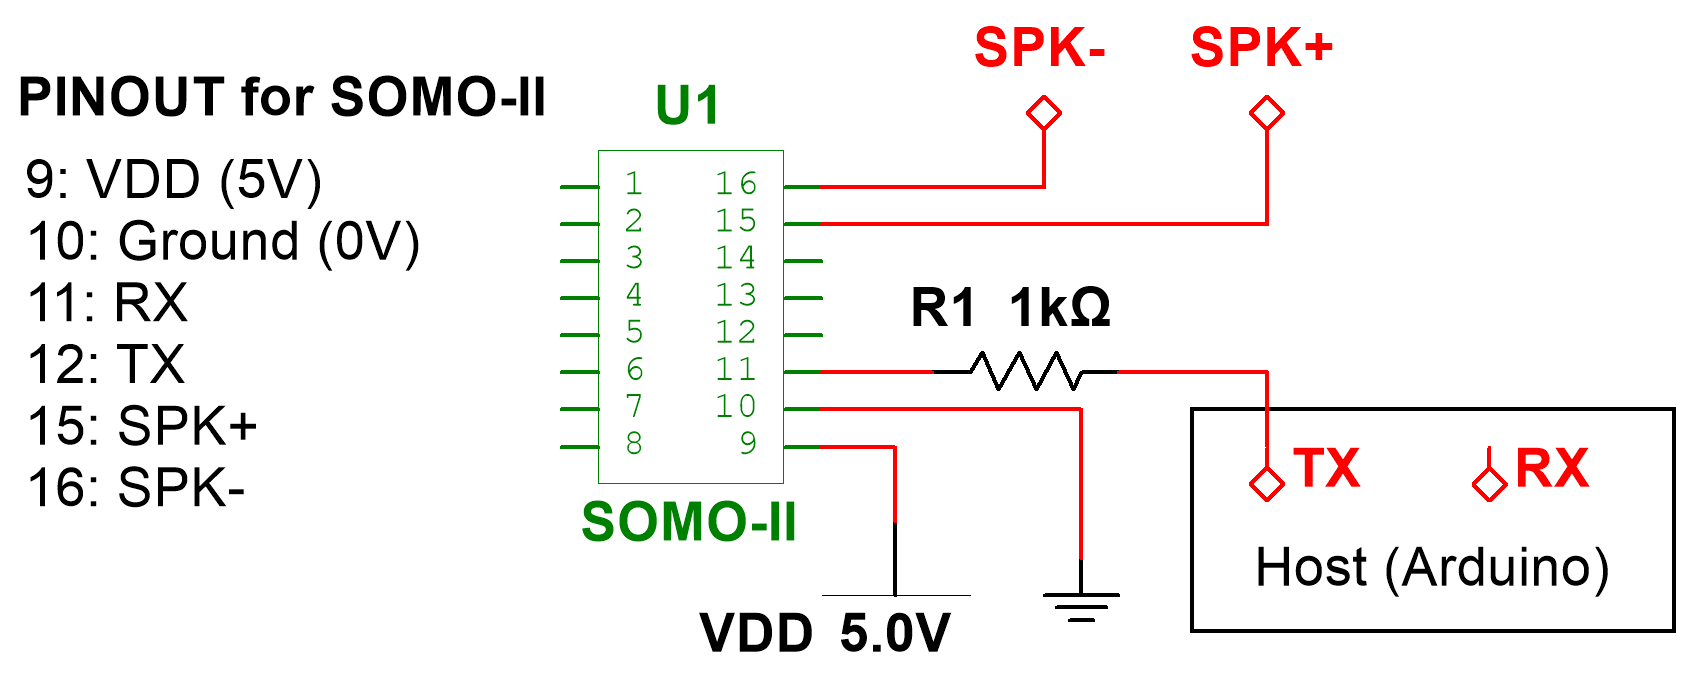 SPK- SPK+
PINOUT for SOMO-II
U1
9: VDD (5V)
10: Ground (0V)
11: RX
12: TX
15: SPK+
16: SPK-
1 16
2 15
3 14
4 13
5 12
6 11
7 10
8 9
SOMO-II
R1 1kΩ
TX RX
Host (Arduino)
VDD 5.0V